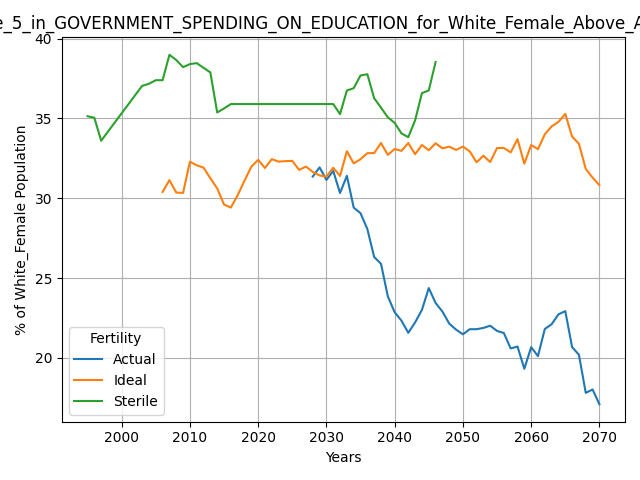 e_5_in_GOVERNMENT_SPENDING_ON_EDUCATION_for_White_Female_Above_A
40
35
30
25
20
% of White_Female Population
Fertility
Actual
Ideal
Sterile
2000 2010 2020 2030 2040 2050 2060 2070
Years